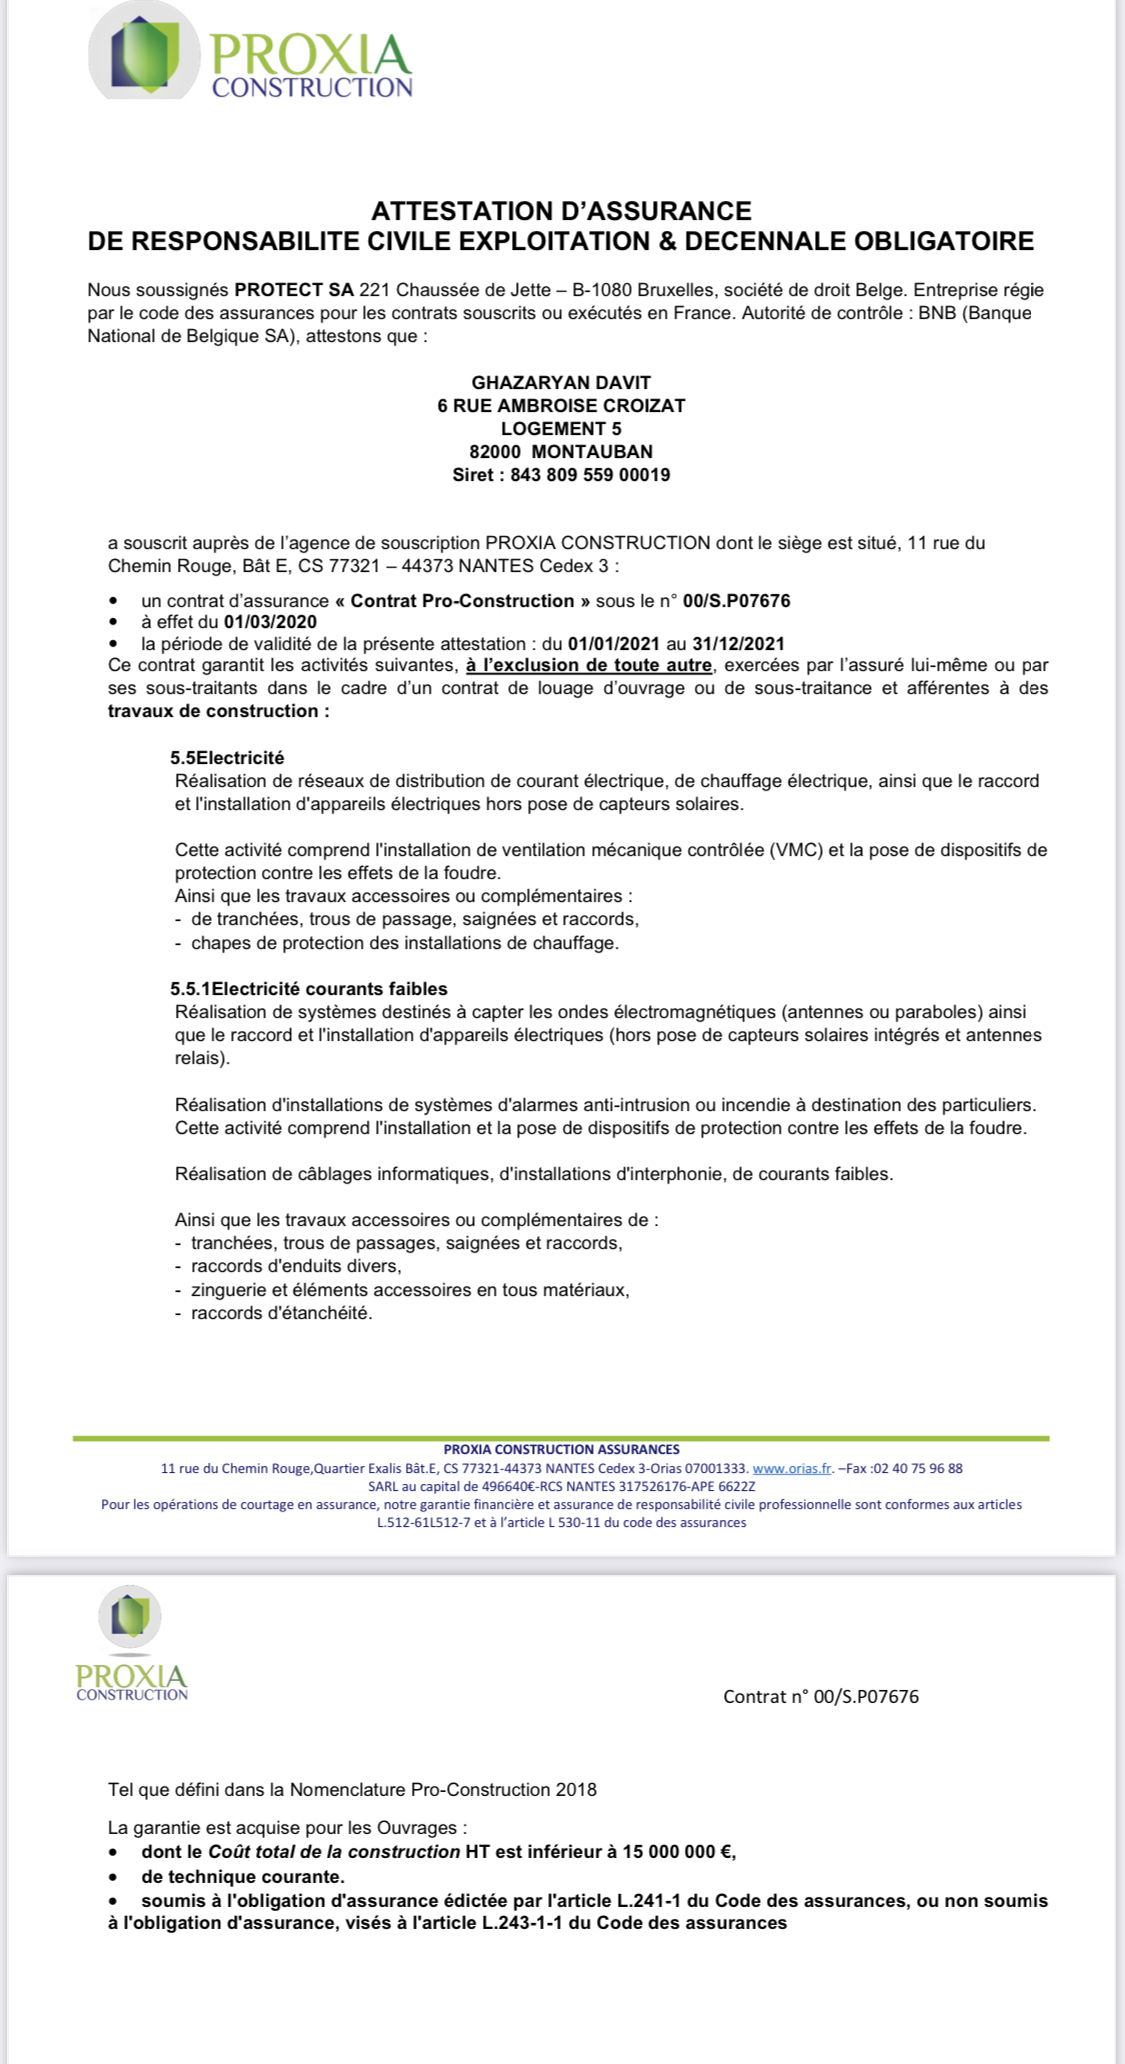 PROXIA
CONSTRUCTION
ATTESTATION D’ASSURANCE
DE RESPONSABILITE CIVILE EXPLOITATION & DECENNALE OBLIGATOIRE
Nous soussignés PROTECT SA 221 Chaussée de Jette – B-1080 Bruxelles, société de droit Belge. Entreprise régie
par le code des assurances pour les contrats souscrits ou exécutés en France. Autorité de contrôle : BNB (Banque
National de Belgique SA), attestons que :
GHAZARYAN DAVIT
6 RUE AMBROISE CROIZAT
LOGEMENT 5
82000 MONTAUBAN
Siret : 843 809 559 00019
a souscrit auprès de l’agence de souscription PROXIA CONSTRUCTION dont le siège est situé, 11 rue du
Chemin Rouge, Bât E, CS 77321 – 44373 NANTES Cedex 3 :
• un contrat d’assurance « Contrat Pro-Construction » sous le n° 00/S.P07676
• à effet du 01/03/2020
• la période de validité de la présente attestation : du 01/01/2021 au 31/12/2021
Ce contrat garantit les activités suivantes, à l’exclusion de toute autre, exercées par l’assuré lui-même ou par
ses sous-traitants dans le cadre d’un contrat de louage d’ouvrage ou de sous-traitance et afférentes à des
travaux de construction :
5.5Electricité
Réalisation de réseaux de distribution de courant électrique, de chauffage électrique, ainsi que le raccord
et l'installation d'appareils électriques hors pose de capteurs solaires.
Cette activité comprend l'installation de ventilation mécanique contrôlée (VMC) et la pose de dispositifs de
protection contre les effets de la foudre.
Ainsi que les travaux accessoires ou complémentaires :
- de tranchées, trous de passage, saignées et raccords,
- chapes de protection des installations de chauffage.
5.5.1Electricité courants faibles
Réalisation de systèmes destinés à capter les ondes électromagnétiques (antennes ou paraboles) ainsi
que le raccord et l'installation d'appareils électriques (hors pose de capteurs solaires intégrés et antennes
relais).
Réalisation d'installations de systèmes d'alarmes anti-intrusion ou incendie à destination des particuliers.
Cette activité comprend l'installation et la pose de dispositifs de protection contre les effets de la foudre.
Réalisation de câblages informatiques, d'installations d'interphonie, de courants faibles.
Ainsi que les travaux accessoires ou complémentaires de :
- tranchées, trous de passages, saignées et raccords,
- raccords d'enduits divers,
- zinguerie et éléments accessoires en tous matériaux,
- raccords d'étanchéité.
PROXIA CONSTRUCTION ASSURANCES
11 rue du Chemin Rouge,Quartier Exalis Bât.E, CS 77321-44373 NANTES Cedex 3-Orias 07001333. www.orias.fr. –Fax :02 40 75 96 88
SARL au capital de 496640€-RCS NANTES 317526176-APE 6622Z
Pour les opérations de courtage en assurance, notre garantie financière et assurance de responsabilité civile professionnelle sont conformes aux articles
L.512-61L512-7 et à l’article L 530-11 du code des assurances
PROXIA
CONSTRUCTION
Contrat n° 00/S.P07676
Tel que défini dans la Nomenclature Pro-Construction 2018
La garantie est acquise pour les Ouvrages :
• dont le Coût total de la construction HT est inférieur à 15 000 000 €,
• de technique courante.
• soumis à l'obligation d'assurance édictée par l'article L.241-1 du Code des assurances, ou non soumis
à l'obligation d'assurance, visés à l'article L.243-1-1 du Code des assurances